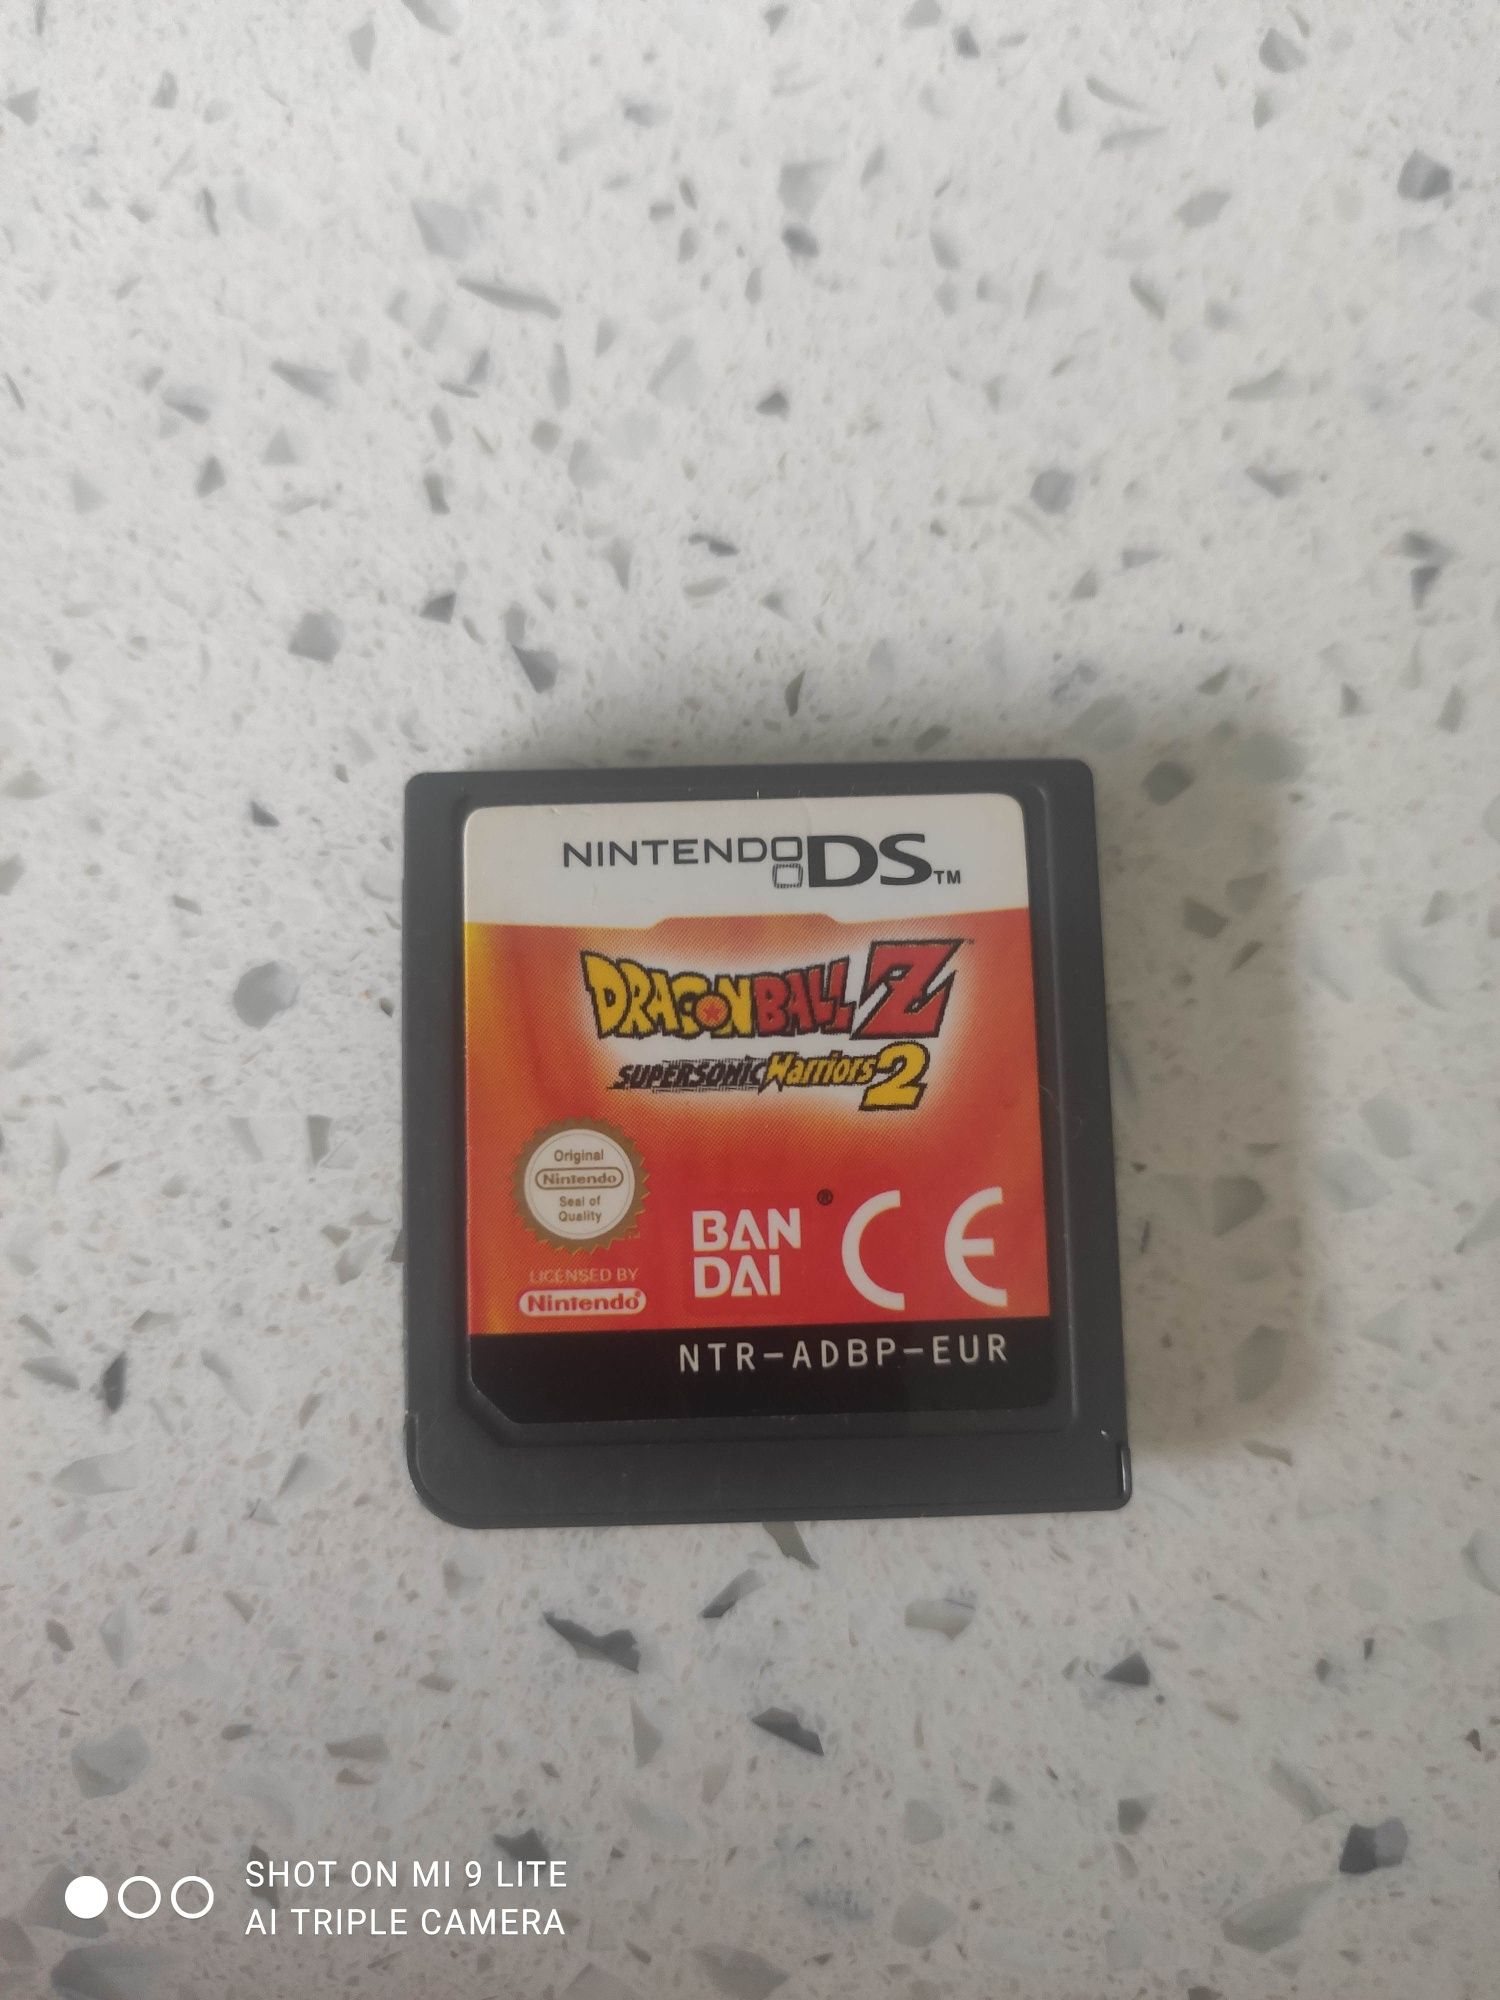 NINTENDO DS™
DRAGON BALL Z™
SUPERSONIC Warriors 2
Original
Nintendo
Seal of
Quality
LICENSED BY
Nintendo®
BAN
DAI
®
CE
NTR-ADBP-EUR
SHOT ON MI 9 LITE
AI TRIPLE CAMERA